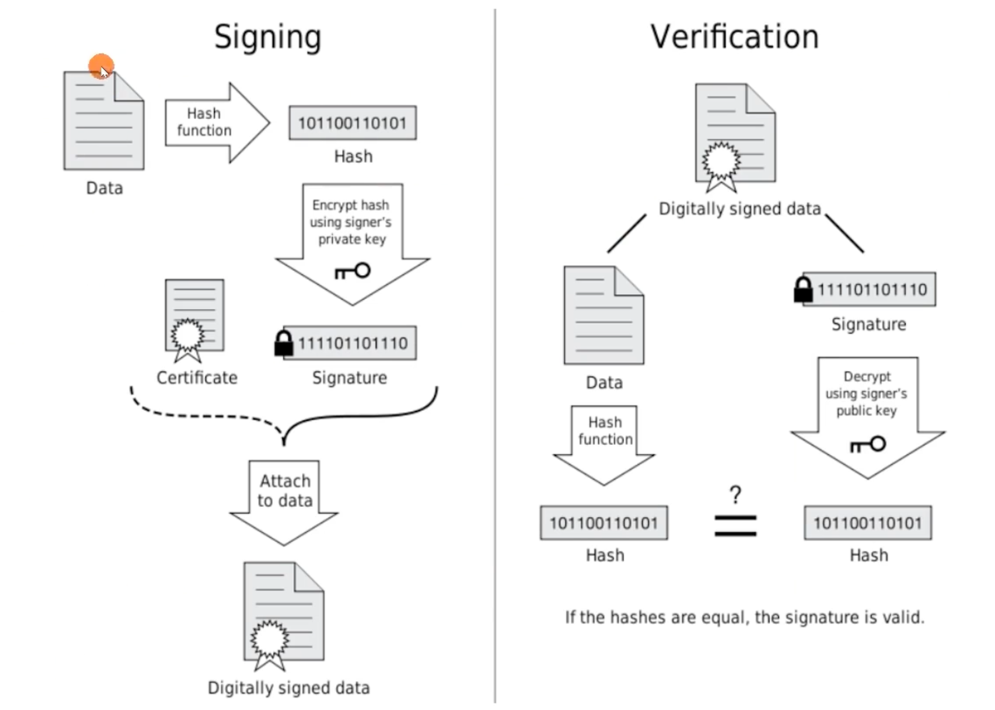 Signing
Hash
function
101100110101
Hash
Data
Encrypt hash
using signer's
private key
111101101110
Certificate
Signature
Attach
to data
Digitally signed data
Verification
Digitally signed data
111101101110
Signature
Data
Decrypt
using signer's
public key
Hash
function
?
101100110101
101100110101
Hash
Hash
If the hashes are equal, the signature is valid.